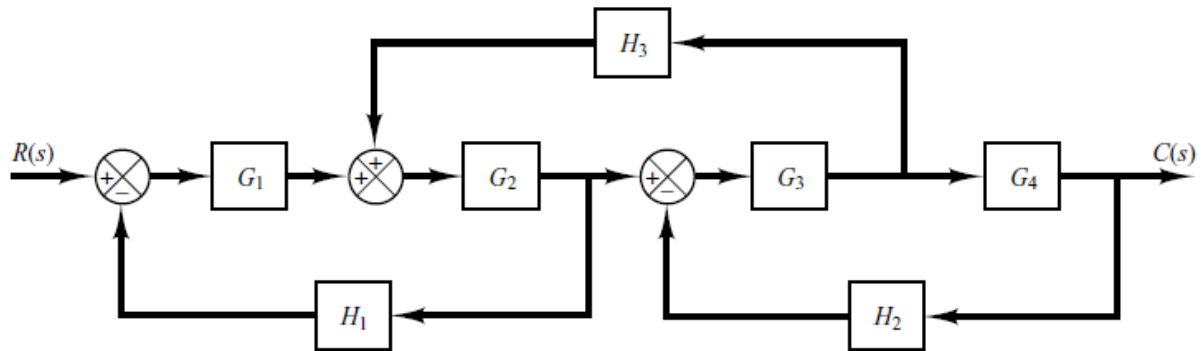 H₃
R(s)
C(s)
+
−
G₁
+
+
G₂
+
−
G₃
G₄
H₁
H₂